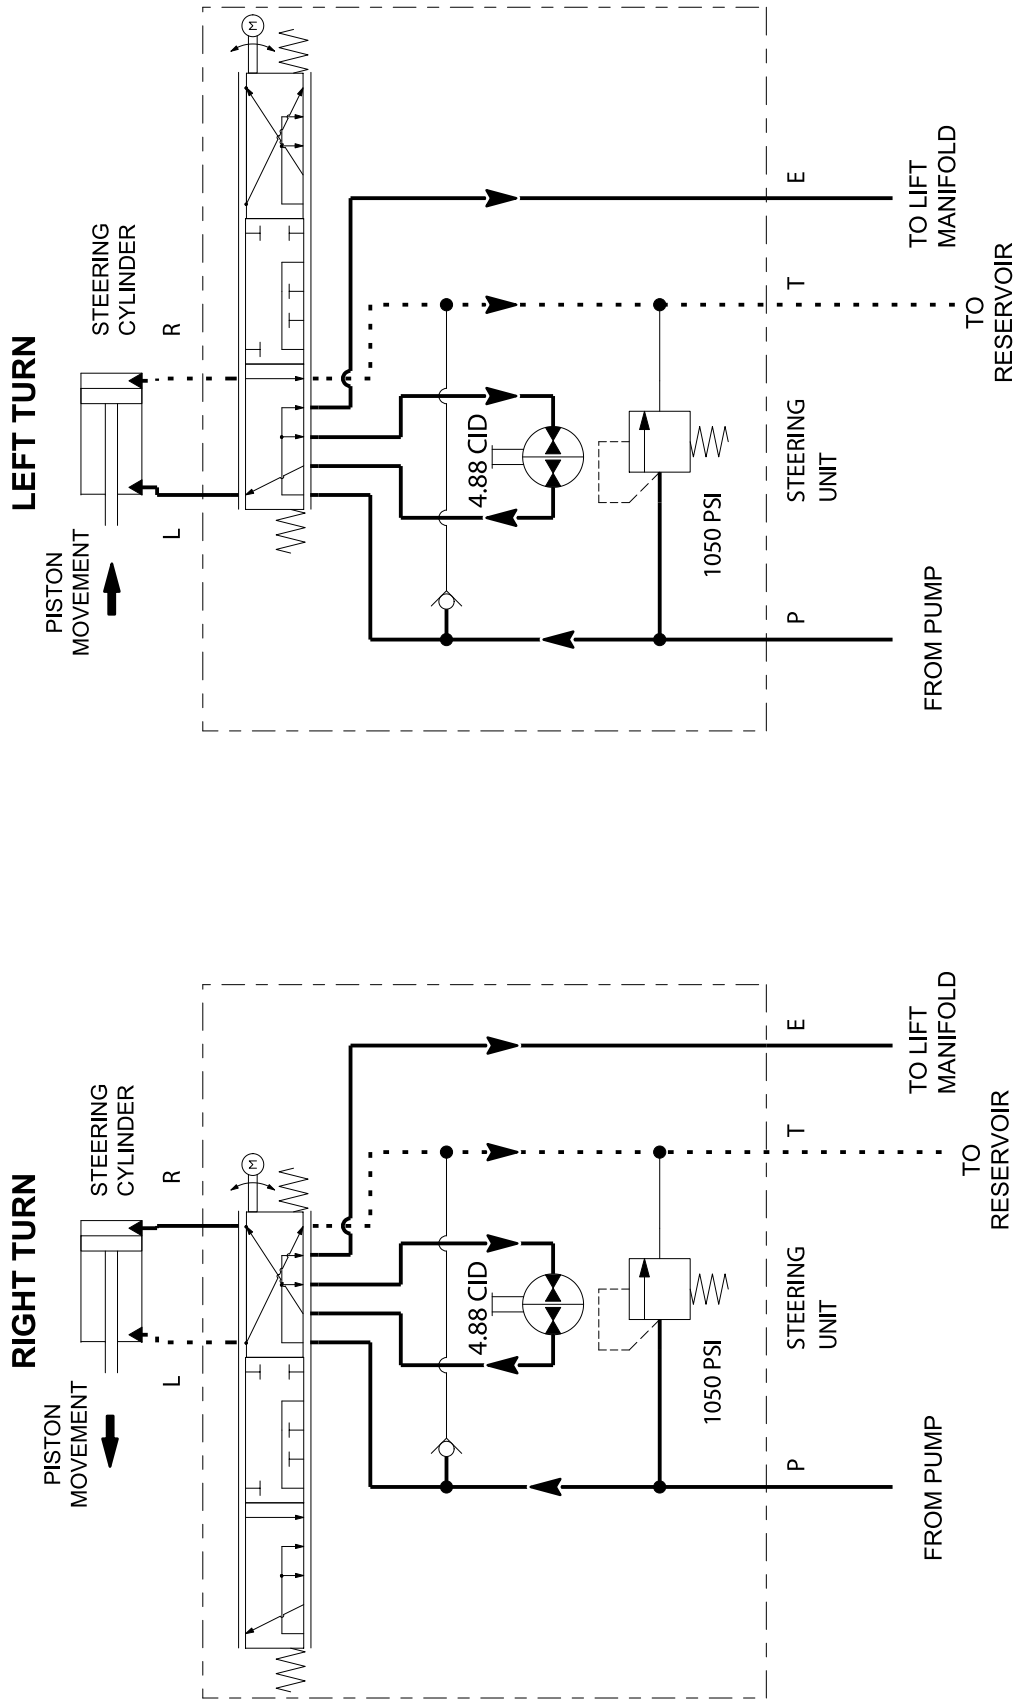 RIGHT TURN
PISTON
MOVEMENT
STEERING
CYLINDER
L
R
M
4.88 CID
1050 PSI
STEERING
UNIT
P
T
E
FROM PUMP
TO
RESERVOIR
TO LIFT
MANIFOLD
LEFT TURN
PISTON
MOVEMENT
STEERING
CYLINDER
L
R
M
4.88 CID
1050 PSI
STEERING
UNIT
P
T
E
FROM PUMP
TO
RESERVOIR
TO LIFT
MANIFOLD